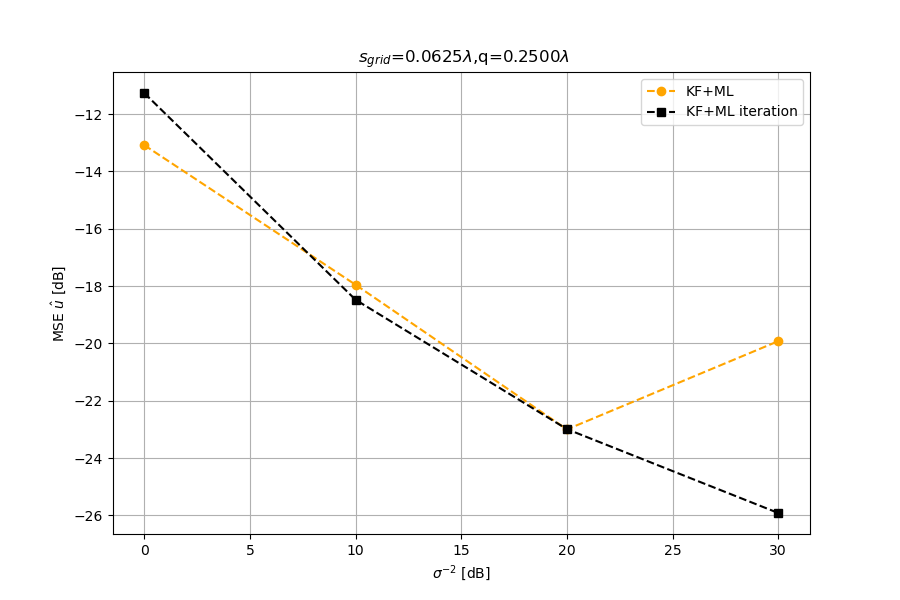 s_grid=0.0625λ,q=0.2500λ
KF+ML
KF+ML iteration
−12
−14
−16
−18
−20
−22
−24
−26
MSE û [dB]
0 5 10 15 20 25 30
σ⁻² [dB]